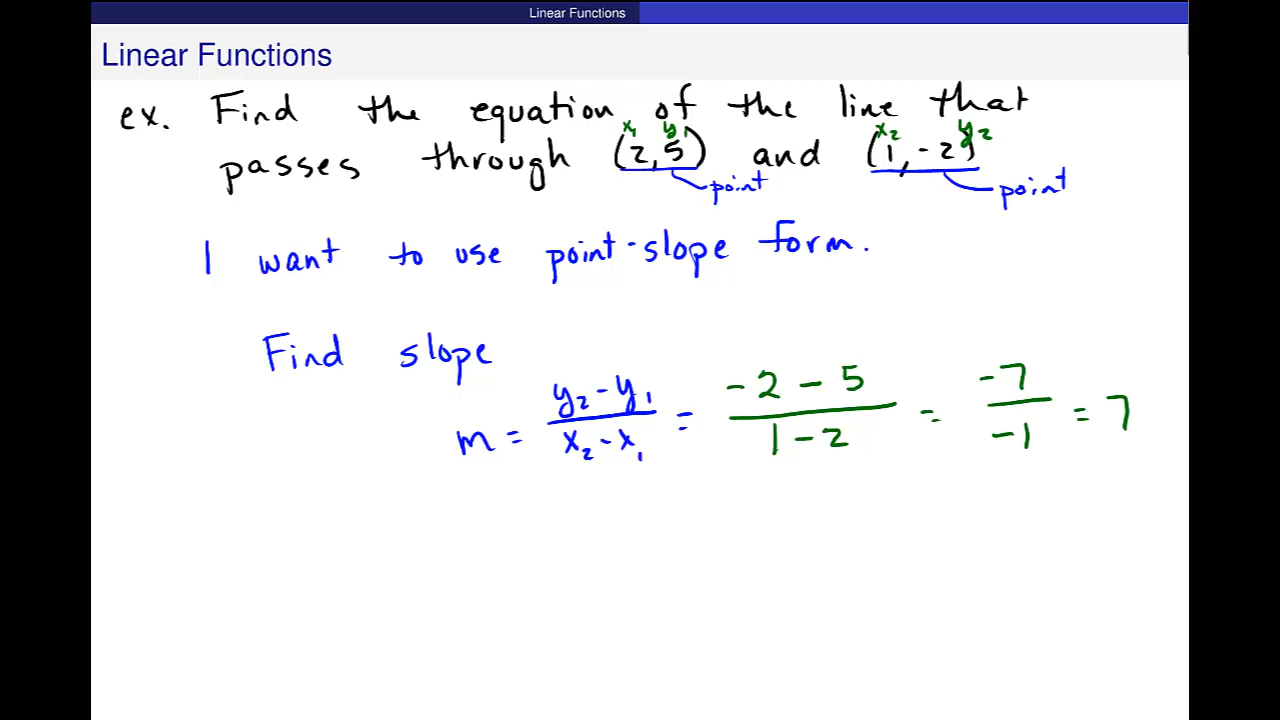 Linear Functions
Linear Functions
ex. Find the equation of the line that
x₁ y₁ x₂ y₂
passes through (2,5) and (1,-2)
point point
I want to use point-slope form.
Find slope
m = (y₂-y₁)/(x₂-x₁) = (-2-5)/(1-2) = -7/-1 = 7